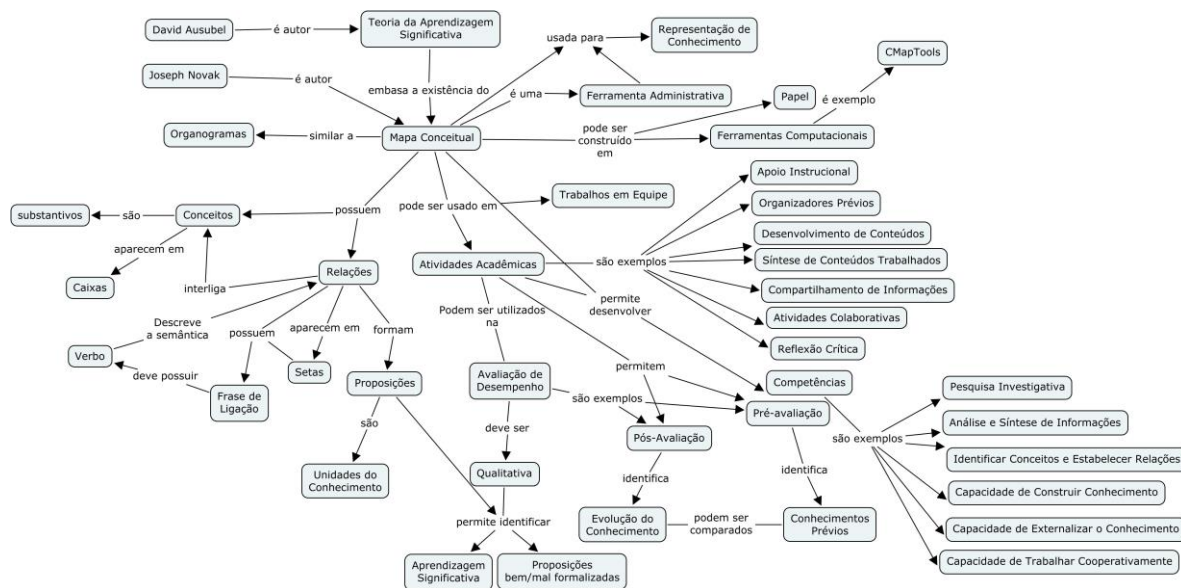 David Ausubel
é autor
Teoria da Aprendizagem
Significativa
usada para
Representação de
Conhecimento
CMapTools
Joseph Novak
é autor
embasa a existência do
é uma
Ferramenta Administrativa
Papel
é exemplo
Organogramas
similar a
Mapa Conceitual
pode ser
construído
em
Ferramentas Computacionais
substantivos
são
Conceitos
possuem
pode ser usado em
Trabalhos em Equipe
Apoio Instrucional
Organizadores Prévios
Desenvolvimento de Conteúdos
aparecem em
Caixas
interliga
Relações
Atividades Acadêmicas
são exemplos
Síntese de Conteúdos Trabalhados
Compartilhamento de Informações
Atividades Colaborativas
Reflexão Crítica
permite
desenvolver
Descreve
a semântica
possuem
aparecem em
formam
Podem ser utilizados
na
Verbo
deve possuir
Frase de
Ligação
Setas
Proposições
Avaliação de
Desempenho
permitem
Competências
Pesquisa Investigativa
são exemplos
Pré-avaliação
são
deve ser
Pós-Avaliação
são exemplos
Análise e Síntese de Informações
Identificar Conceitos e Estabelecer Relações
Unidades do
Conhecimento
Qualitativa
identifica
identifica
Capacidade de Construir Conhecimento
permite identificar
Evolução do
Conhecimento
podem ser
comparados
Conhecimentos
Prévios
Capacidade de Externalizar o Conhecimento
Capacidade de Trabalhar Cooperativamente
Aprendizagem
Significativa
Proposições
bem/mal formalizadas